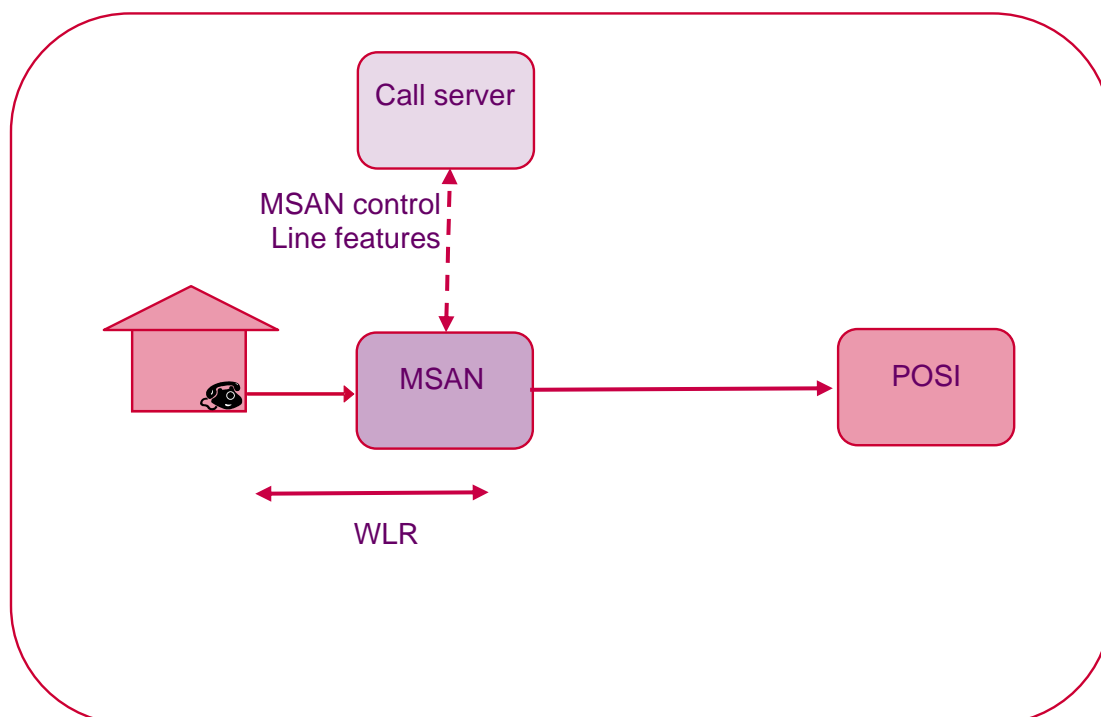 Call server
MSAN control
Line features
MSAN
POSI
WLR